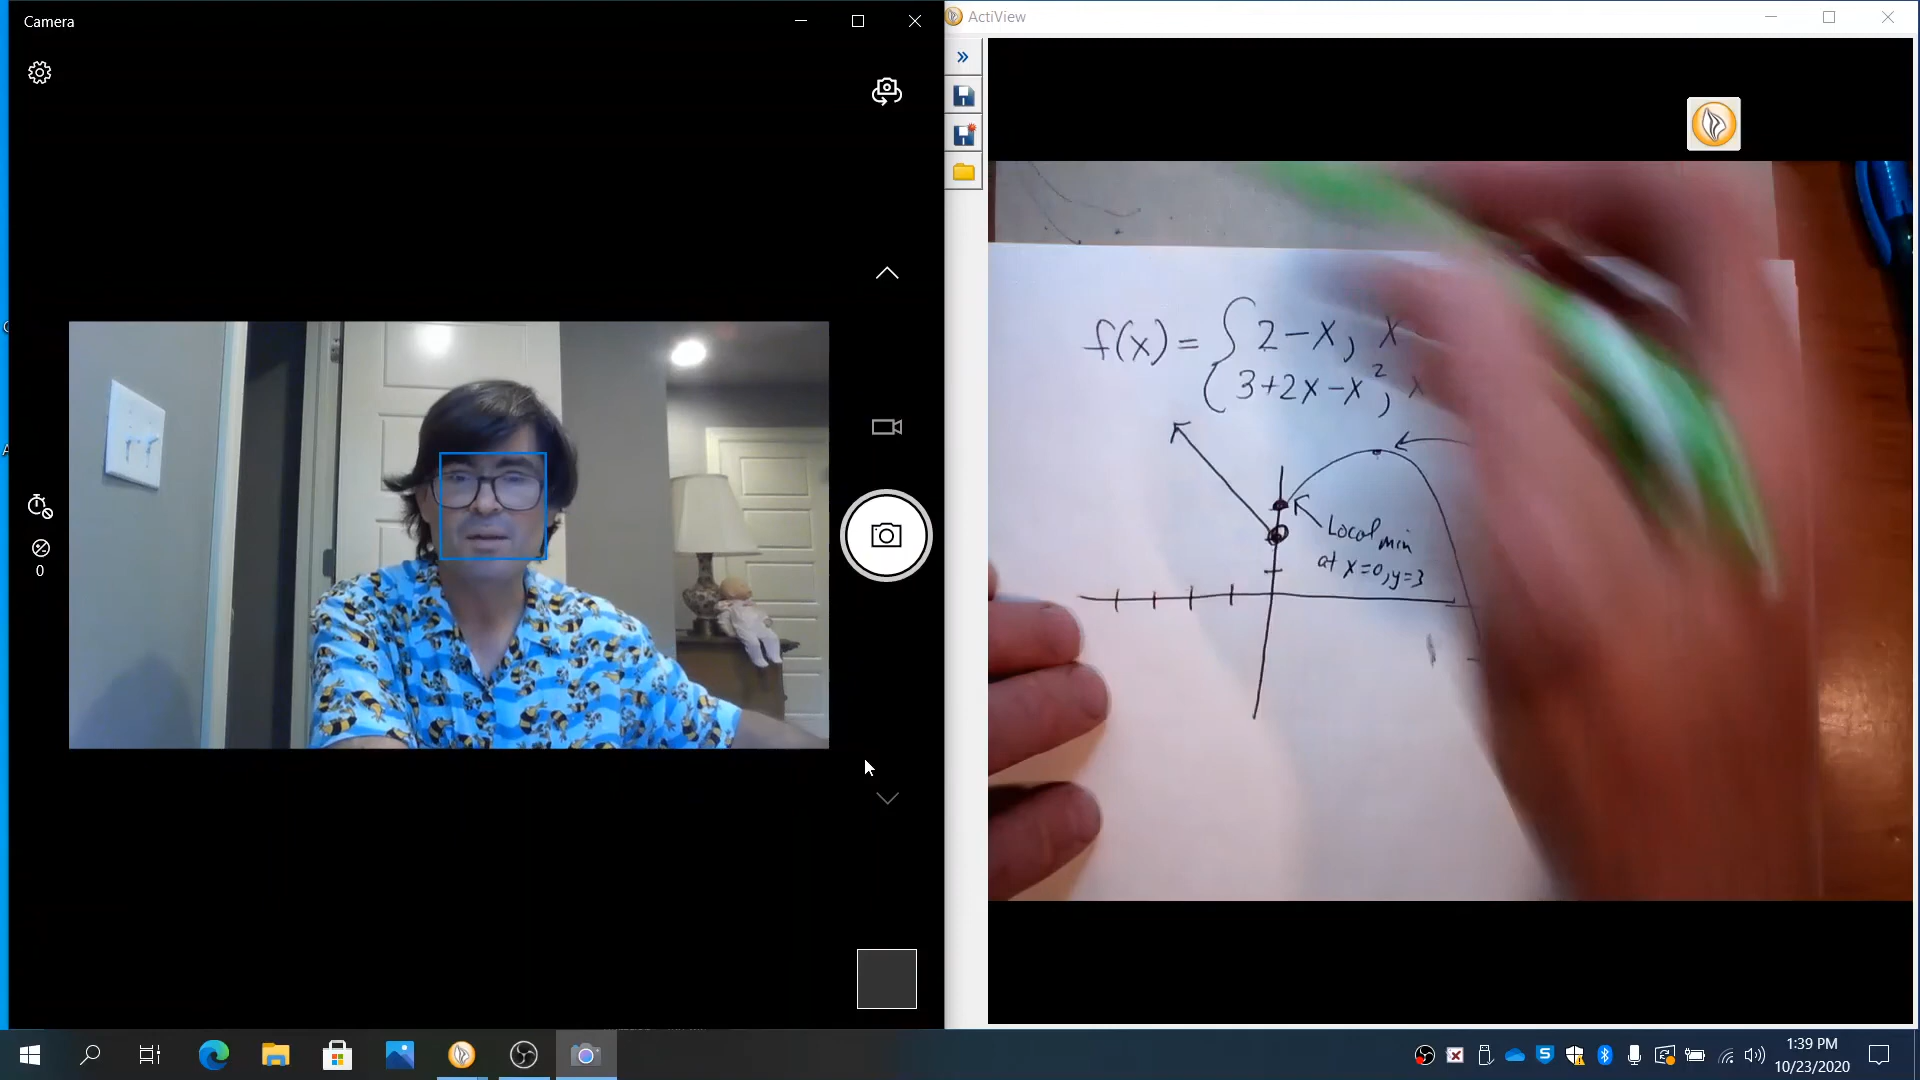 Camera
ActiView
0
f(x) = { 2-x, x
3+2x-x², x
Local min
at x=0, y=3
1:39 PM
10/23/2020